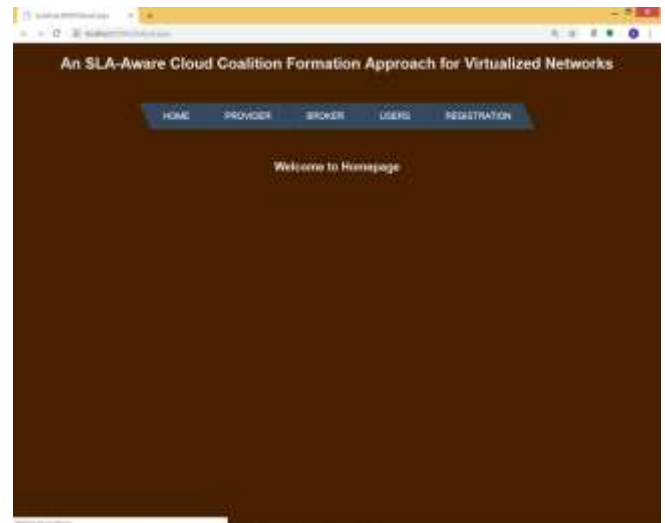 An SLA-Aware Cloud Coalition Formation Approach for Virtualized Networks
HOME PROVIDER BROKER USERS REGISTRATION
Welcome to Homepage